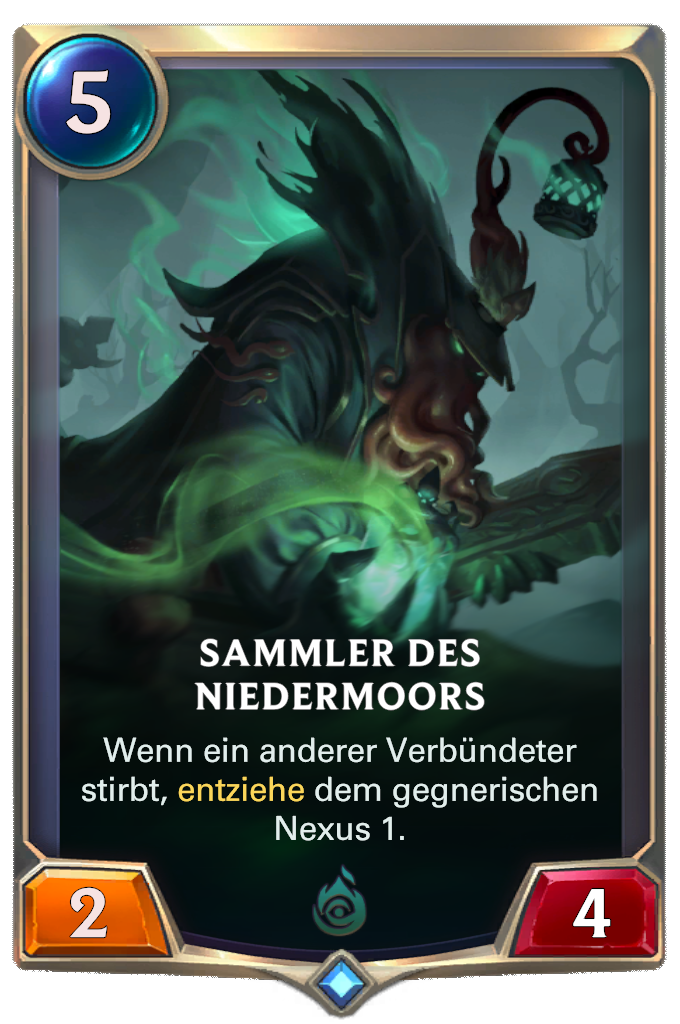 5
SAMMLER DES
NIEDERMOORS
Wenn ein anderer Verbündeter
stirbt, entziehe dem gegnerischen
Nexus 1.
2
4